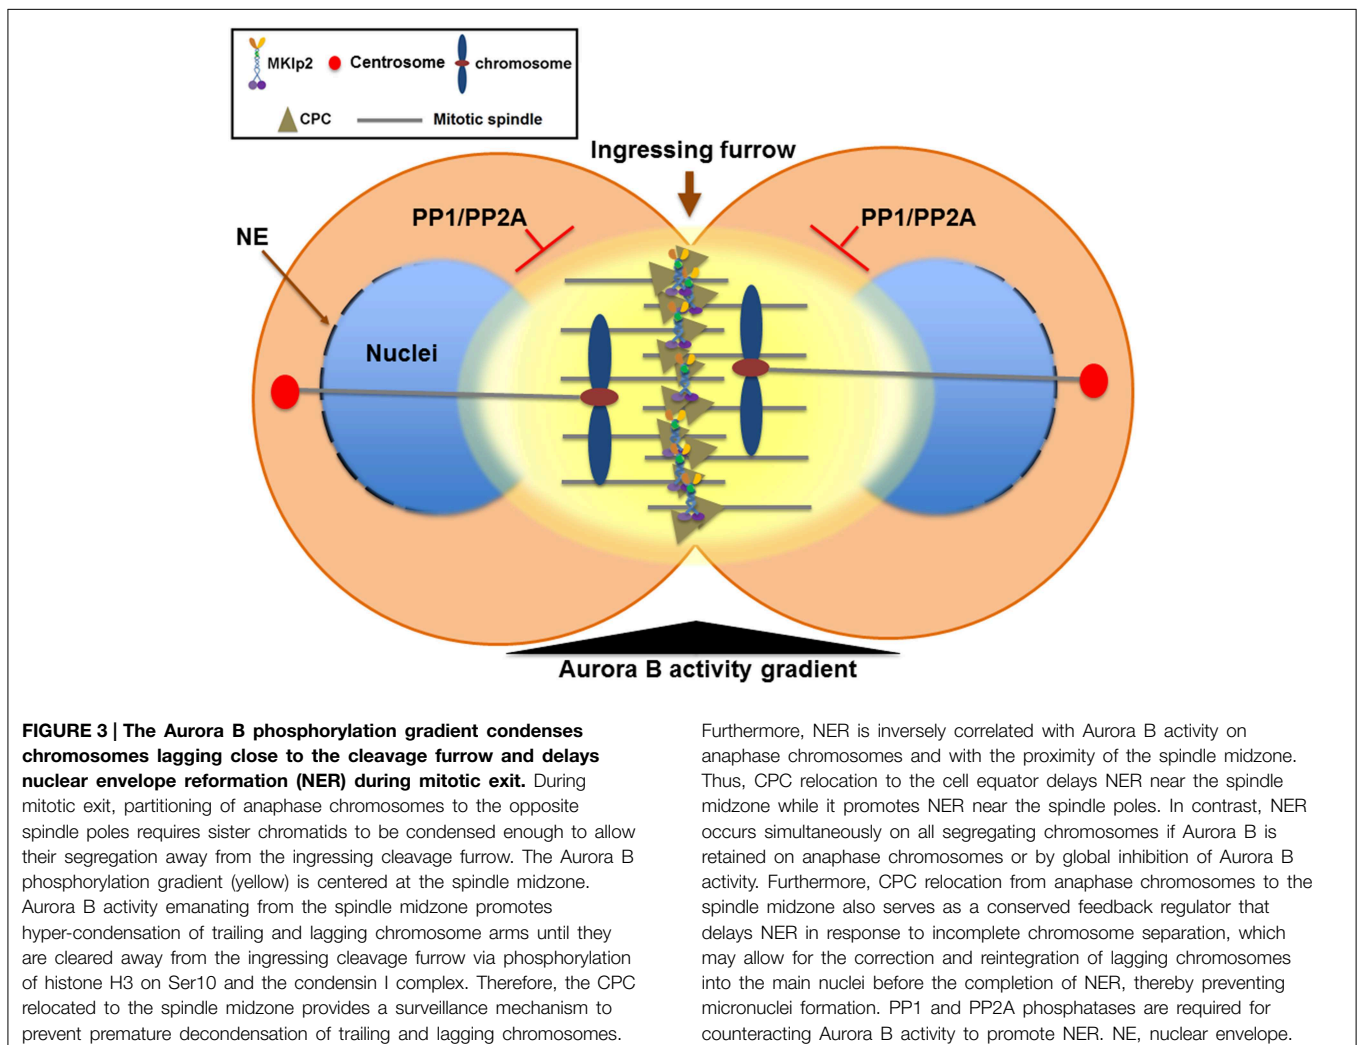 MKlp2
Centrosome
chromosome
CPC
Mitotic spindle
Ingressing furrow
PP1/PP2A
PP1/PP2A
NE
Nuclei
Aurora B activity gradient
FIGURE 3 | The Aurora B phosphorylation gradient condenses
chromosomes lagging close to the cleavage furrow and delays
nuclear envelope reformation (NER) during mitotic exit. During
mitotic exit, partitioning of anaphase chromosomes to the opposite
spindle poles requires sister chromatids to be condensed enough to allow
their segregation away from the ingressing cleavage furrow. The Aurora B
phosphorylation gradient (yellow) is centered at the spindle midzone.
Aurora B activity emanating from the spindle midzone promotes
hyper-condensation of trailing and lagging chromosome arms until they
are cleared away from the ingressing cleavage furrow via phosphorylation
of histone H3 on Ser10 and the condensin I complex. Therefore, the CPC
relocated to the spindle midzone provides a surveillance mechanism to
prevent premature decondensation of trailing and lagging chromosomes.
Furthermore, NER is inversely correlated with Aurora B activity on
anaphase chromosomes and with the proximity of the spindle midzone.
Thus, CPC relocation to the cell equator delays NER near the spindle
midzone while it promotes NER near the spindle poles. In contrast, NER
occurs simultaneously on all segregating chromosomes if Aurora B is
retained on anaphase chromosomes or by global inhibition of Aurora B
activity. Furthermore, CPC relocation from anaphase chromosomes to the
spindle midzone also serves as a conserved feedback regulator that
delays NER in response to incomplete chromosome separation, which
may allow for the correction and reintegration of lagging chromosomes
into the main nuclei before the completion of NER, thereby preventing
micronuclei formation. PP1 and PP2A phosphatases are required for
counteracting Aurora B activity to promote NER. NE, nuclear envelope.